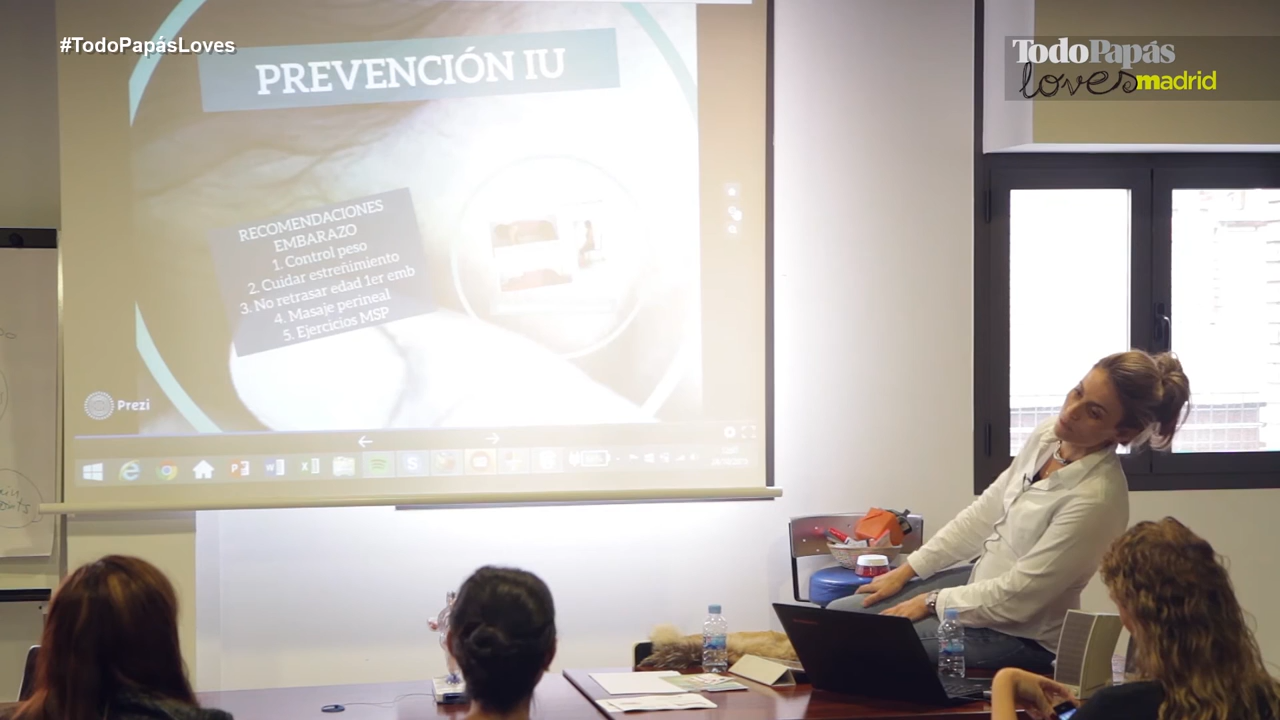 #TodoPapásLoves
TodoPapás
loves madrid
PREVENCIÓN IU
RECOMENDACIONES
EMBARAZO
1. Control peso
2. Cuidar estreñimiento
3. No retrasar edad 1er emb
4. Masaje perineal
5. Ejercicios MSP
Prezi